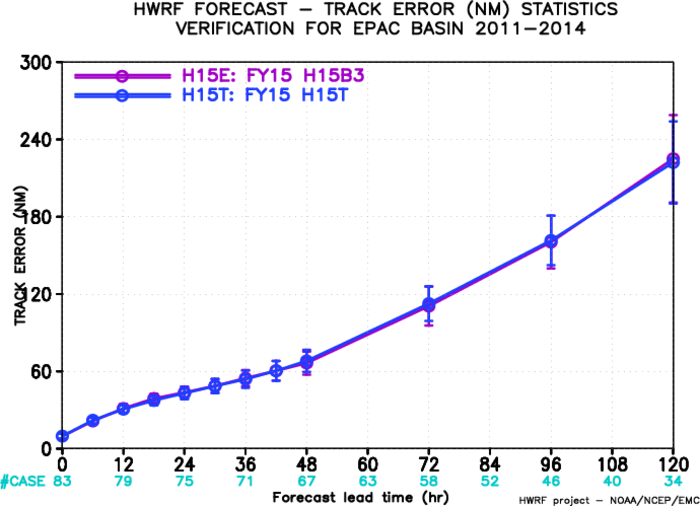 HWRF FORECAST – TRACK ERROR (NM) STATISTICS
VERIFICATION FOR EPAC BASIN 2011–2014
H15E: FY15 H15B3
H15T: FY15 H15T
TRACK ERROR (NM)
300
240
180
120
60
0
0 12 24 36 48 60 72 84 96 108 120
#CASE 83 79 75 71 67 63 58 52 46 40 34
Forecast lead time (hr)
HWRF project – NOAA/NCEP/EMC